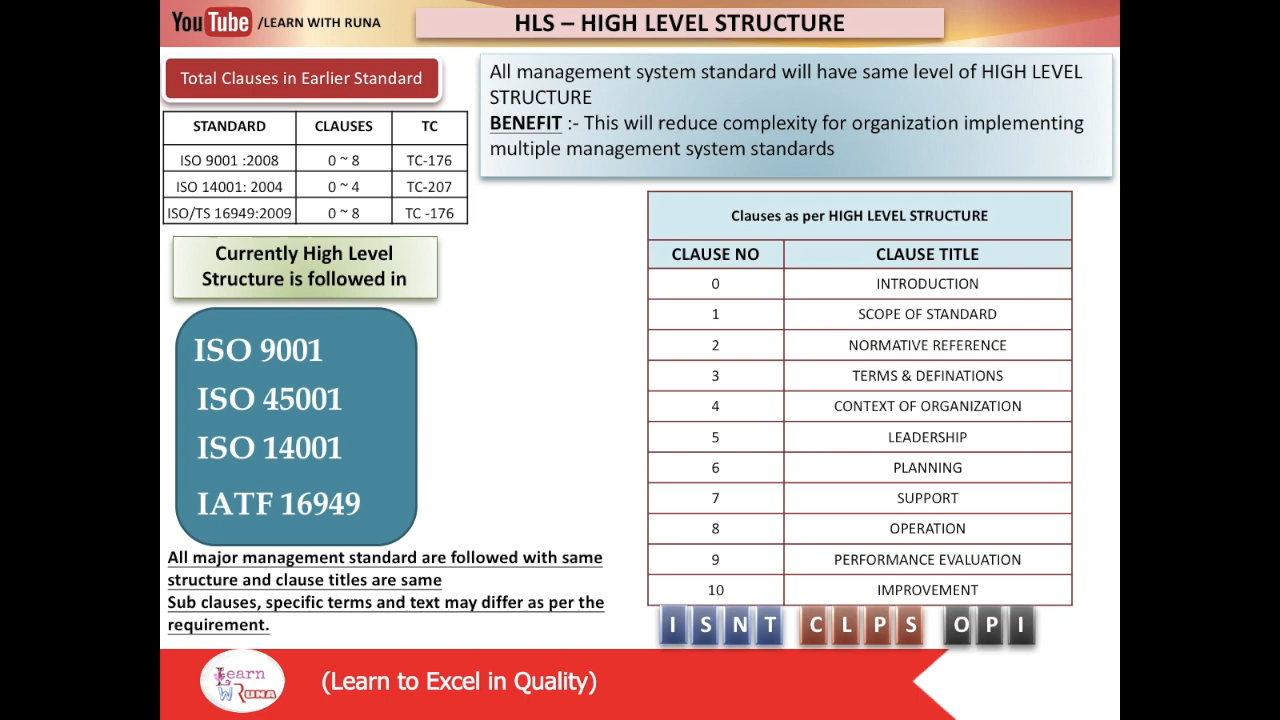 YouTube /LEARN WITH RUNA
HLS – HIGH LEVEL STRUCTURE
Total Clauses in Earlier Standard
STANDARD CLAUSES TC
ISO 9001 :2008 0 ~ 8 TC-176
ISO 14001: 2004 0 ~ 4 TC-207
ISO/TS 16949:2009 0 ~ 8 TC -176
All management system standard will have same level of HIGH LEVEL
STRUCTURE
BENEFIT :- This will reduce complexity for organization implementing
multiple management system standards
Currently High Level
Structure is followed in
ISO 9001
ISO 45001
ISO 14001
IATF 16949
All major management standard are followed with same
structure and clause titles are same
Sub clauses, specific terms and text may differ as per the
requirement.
Clauses as per HIGH LEVEL STRUCTURE
CLAUSE NO CLAUSE TITLE
0 INTRODUCTION
1 SCOPE OF STANDARD
2 NORMATIVE REFERENCE
3 TERMS & DEFINATIONS
4 CONTEXT OF ORGANIZATION
5 LEADERSHIP
6 PLANNING
7 SUPPORT
8 OPERATION
9 PERFORMANCE EVALUATION
10 IMPROVEMENT
I S N T C L P S O P I
Learn
W RUNA
(Learn to Excel in Quality)